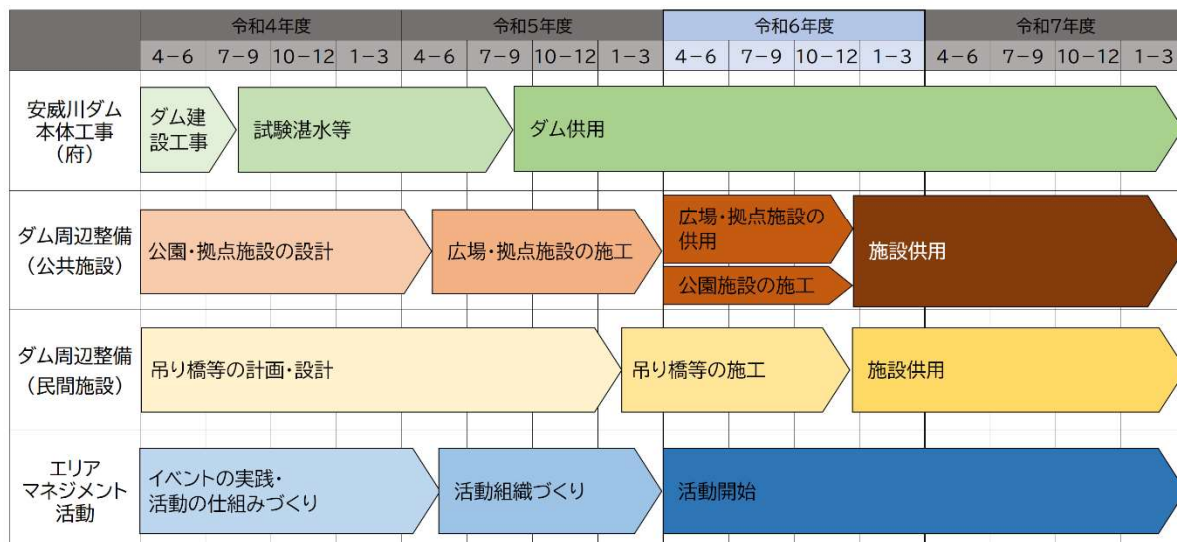 令和4年度 令和5年度 令和6年度 令和7年度
4-6 7-9 10-12 1-3 4-6 7-9 10-12 1-3 4-6 7-9 10-12 1-3 4-6 7-9 10-12 1-3
安威川ダム
本体工事
(府)
ダム建
設工事
試験湛水等
ダム供用
ダム周辺整備
(公共施設)
公園・拠点施設の設計
広場・拠点施設の施工
広場・拠点施設の
供用
公園施設の施工
施設供用
ダム周辺整備
(民間施設)
吊り橋等の計画・設計
吊り橋等の施工
施設供用
エリア
マネジメント
活動
イベントの実践・
活動の仕組みづくり
活動組織づくり
活動開始